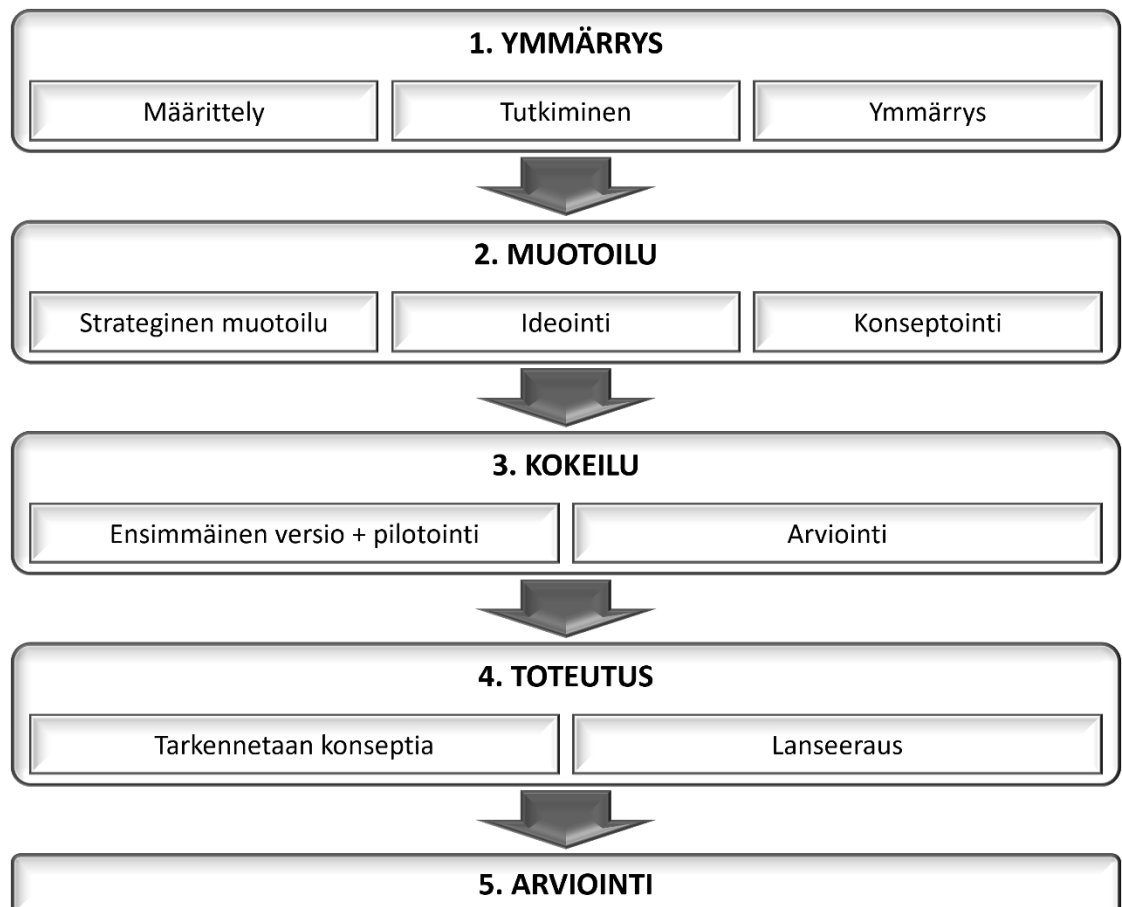 1. YMMÄRRYS
Määrittely
Tutkiminen
Ymmärrys
2. MUOTOILU
Strateginen muotoilu
Ideointi
Konseptointi
3. KOKEILU
Ensimmäinen versio + pilotointi
Arviointi
4. TOTEUTUS
Tarkennetaan konseptia
Lanseeraus
5. ARVIOINTI